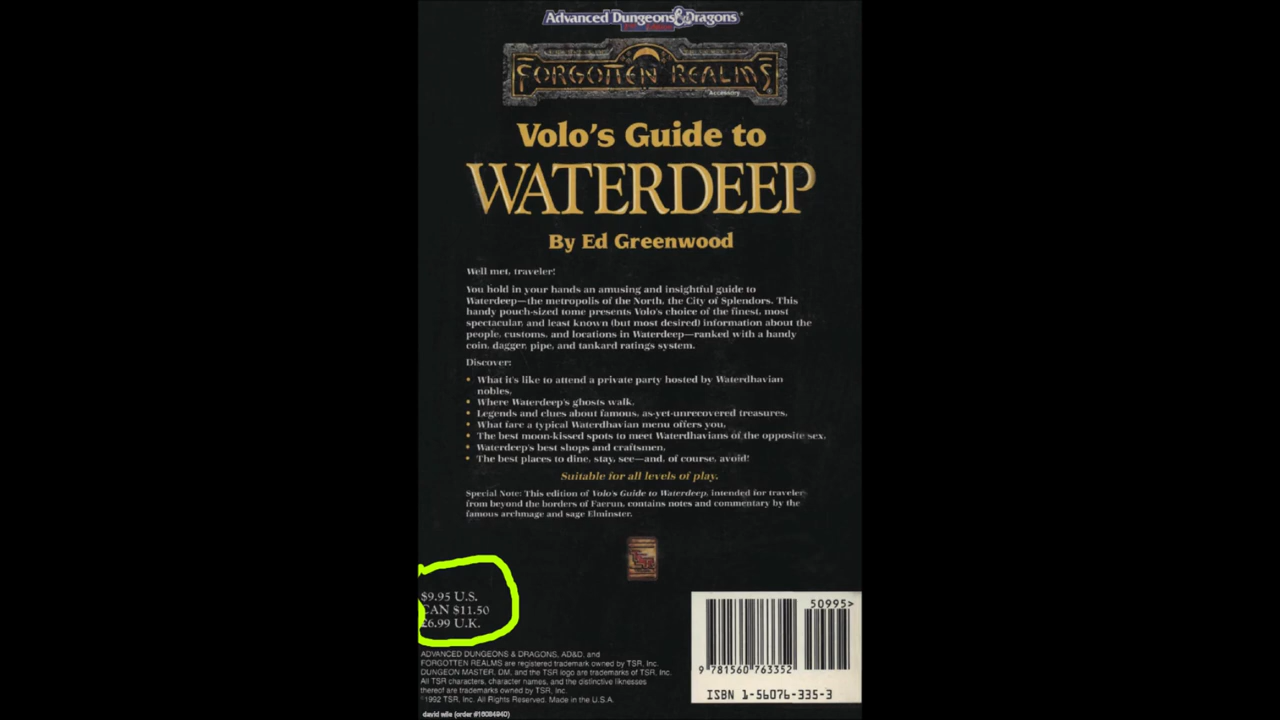 Advanced Dungeons & Dragons®
FORGOTTEN REALMS®
Accessory
Volo's Guide to
WATERDEEP
By Ed Greenwood
Well met, traveler!
You hold in your hands an amusing and insightful guide to
Waterdeep—the metropolis of the North, the City of Splendors. This
handy pouch-sized tome presents Volo's choice of the finest, most
spectacular, and least known (but most desired) information about the
people, customs, and locations in Waterdeep—ranked with a handy
coin, dagger, pipe, and tankard ratings system.
Discover:
• What it's like to attend a private party hosted by Waterdhavian
nobles,
• Where Waterdeep's ghosts walk,
• Legends and clues about famous, as-yet-unrecovered treasures,
• What fare a typical Waterdhavian menu offers you,
• The best moon-kissed spots to meet Waterdhavians of the opposite sex,
• Waterdeep's best shops and craftsmen,
• The best places to dine, stay, see—and, of course, avoid!
Suitable for all levels of play.
Special Note: This edition of Volo's Guide to Waterdeep, intended for traveler
from beyond the borders of Faerun, contains notes and commentary by the
famous archmage and sage Elminster.
$9.95 U.S.
CAN $11.50
£6.99 U.K.
50995>
9 781560 763352
ISBN 1-56076-335-3
ADVANCED DUNGEONS & DRAGONS, AD&D, and
FORGOTTEN REALMS are registered trademark owned by TSR, Inc.
DUNGEON MASTER, DM, and the TSR logo are trademarks of TSR, Inc.
All TSR characters, character names, and the distinctive likenesses
thereof are trademarks owned by TSR, Inc.
©1992 TSR, Inc. All Rights Reserved. Made in the U.S.A.